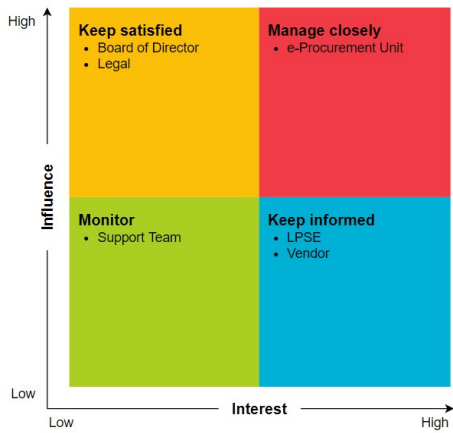 High
Keep satisfied
• Board of Director
• Legal
Manage closely
• e-Procurement Unit
Influence
Monitor
• Support Team
Keep informed
• LPSE
• Vendor
Low
Low
Interest
High